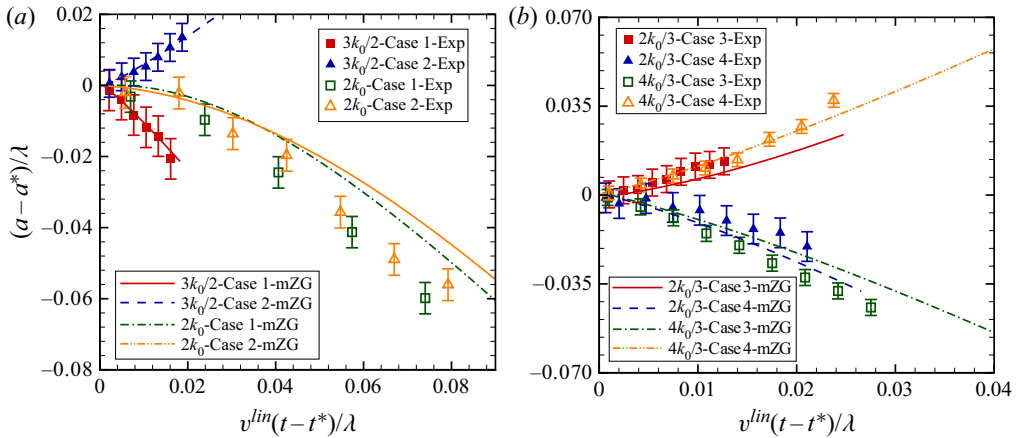 (a)
0.02
0
−0.02
−0.04
−0.06
−0.08
(a − a*)/λ
3k₀/2-Case 1-Exp
3k₀/2-Case 2-Exp
2k₀-Case 1-Exp
2k₀-Case 2-Exp
3k₀/2-Case 1-mZG
3k₀/2-Case 2-mZG
2k₀-Case 1-mZG
2k₀-Case 2-mZG
0 0.02 0.04 0.06 0.08
vˡⁱⁿ(t − t*)/λ
(b)
0.070
0.035
0
−0.035
−0.070
2k₀/3-Case 3-Exp
2k₀/3-Case 4-Exp
4k₀/3-Case 3-Exp
4k₀/3-Case 4-Exp
2k₀/3-Case 3-mZG
2k₀/3-Case 4-mZG
4k₀/3-Case 3-mZG
4k₀/3-Case 4-mZG
0 0.01 0.02 0.03 0.04
vˡⁱⁿ(t − t*)/λ